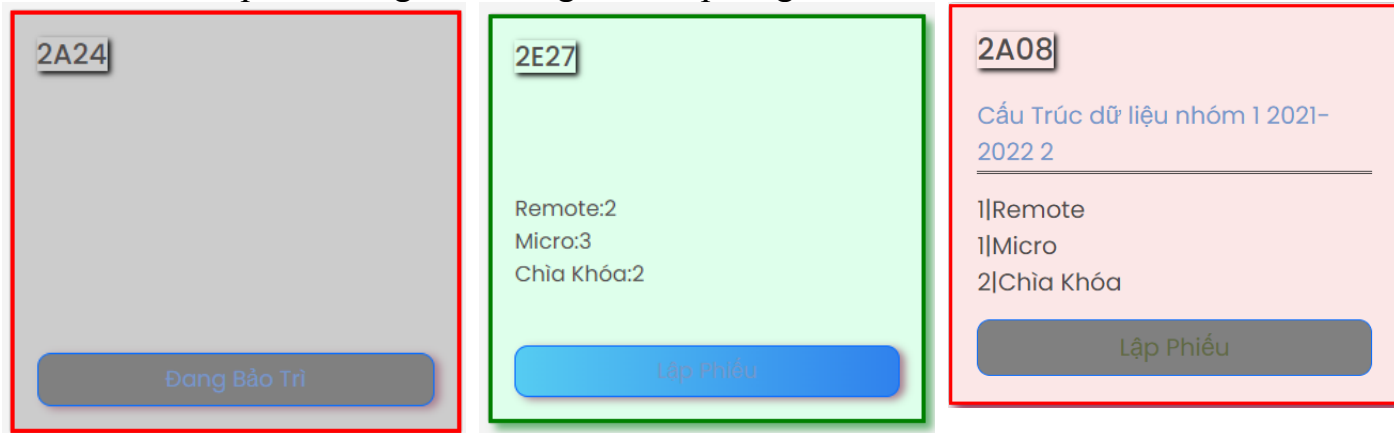 2A24
Đang Bảo Trì
2E27
Remote:2
Micro:3
Chìa Khóa:2
Lập Phiếu
2A08
Cấu Trúc dữ liệu nhóm 1 2021-
2022 2
1|Remote
1|Micro
2|Chìa Khóa
Lập Phiếu